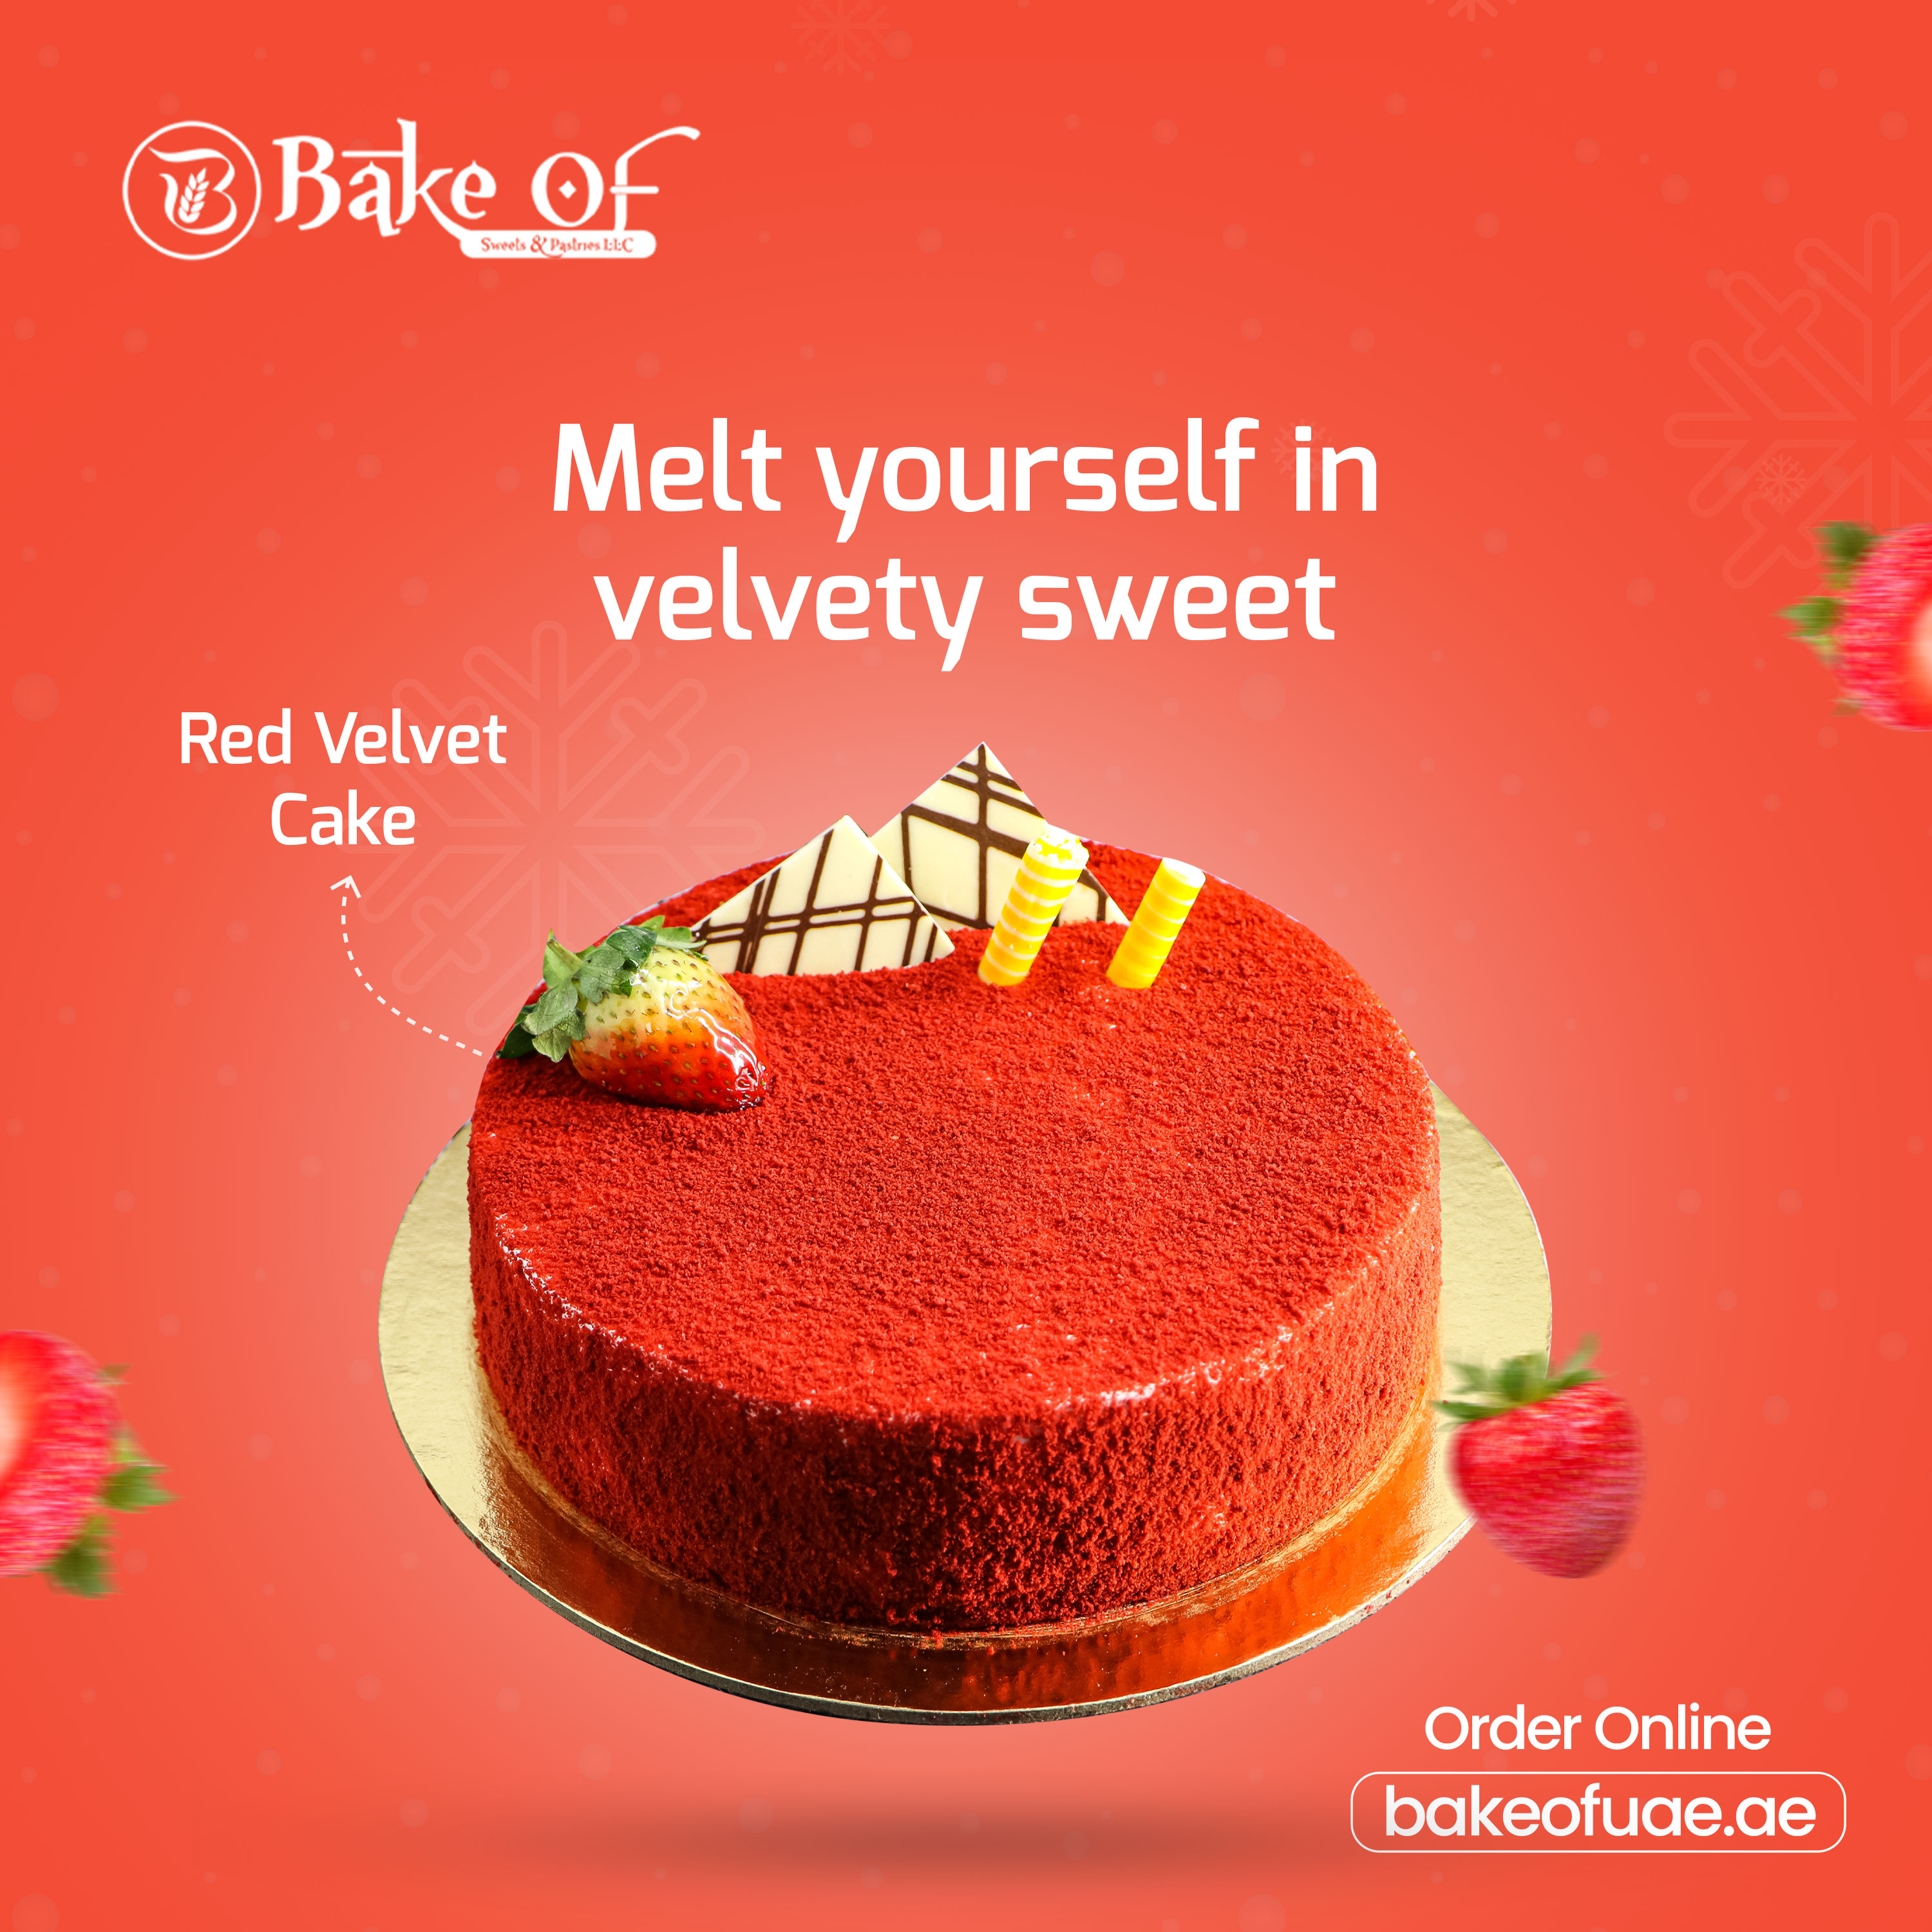 Bake Of
Sweets & Pastries LLC
Melt yourself in
velvety sweet
Red Velvet
Cake
Order Online
bakeofuae.ae